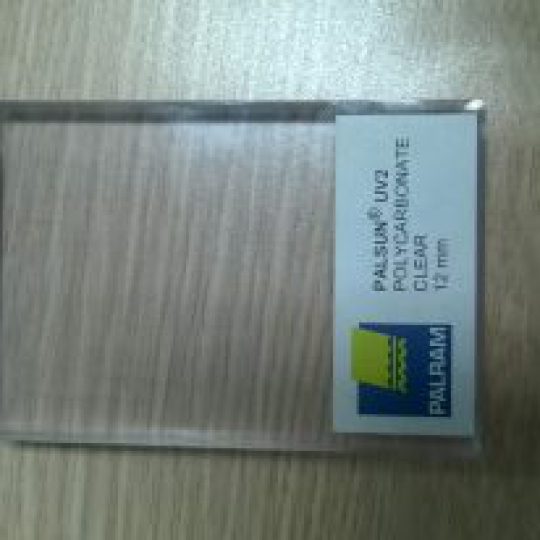 PALSUN® UV2
POLYCARBONATE
CLEAR
12 mm
PALRAM